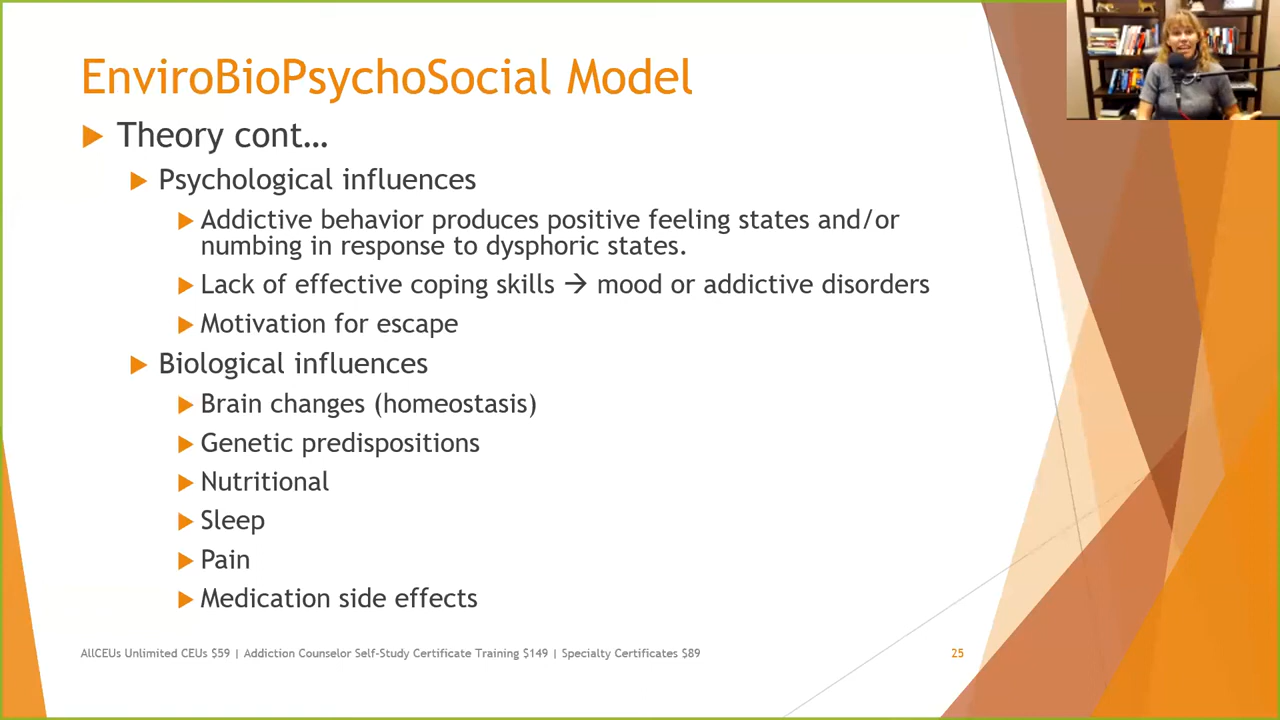 EnviroBioPsychoSocial Model
Theory cont…
Psychological influences
Addictive behavior produces positive feeling states and/or
numbing in response to dysphoric states.
Lack of effective coping skills → mood or addictive disorders
Motivation for escape
Biological influences
Brain changes (homeostasis)
Genetic predispositions
Nutritional
Sleep
Pain
Medication side effects
AllCEUs Unlimited CEUs $59 | Addiction Counselor Self-Study Certificate Training $149 | Specialty Certificates $89
25